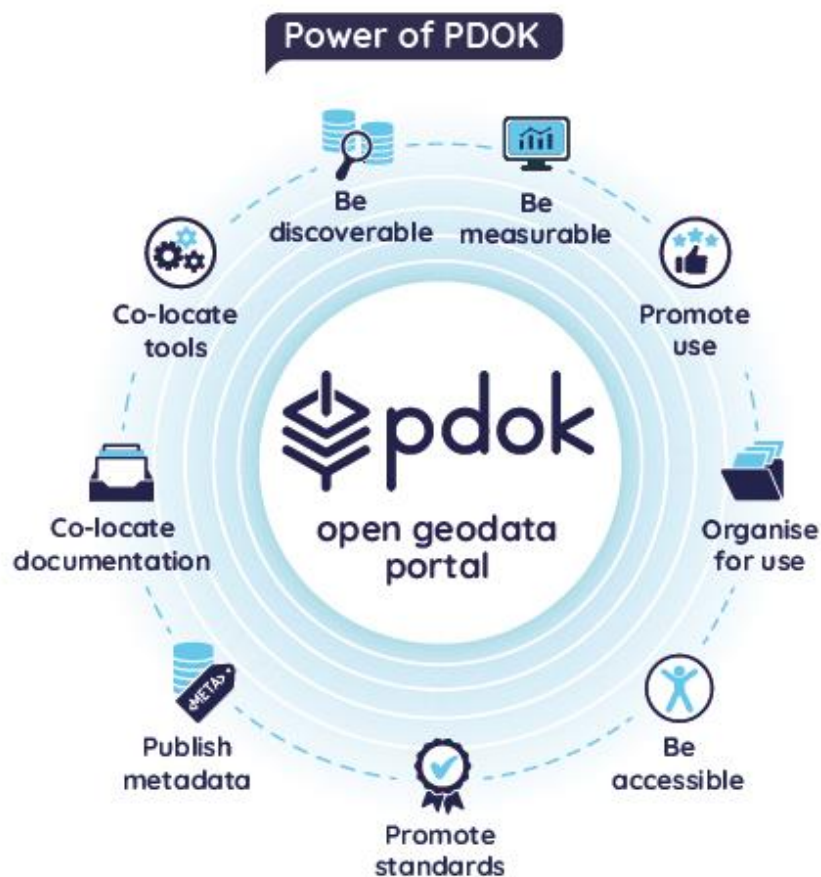 Power of PDOK
Be
discoverable
Be
measurable
Co-locate
tools
Promote
use
pdok
open geodata
portal
Co-locate
documentation
Organise
for use
<META>
Publish
metadata
Be
accessible
Promote
standards